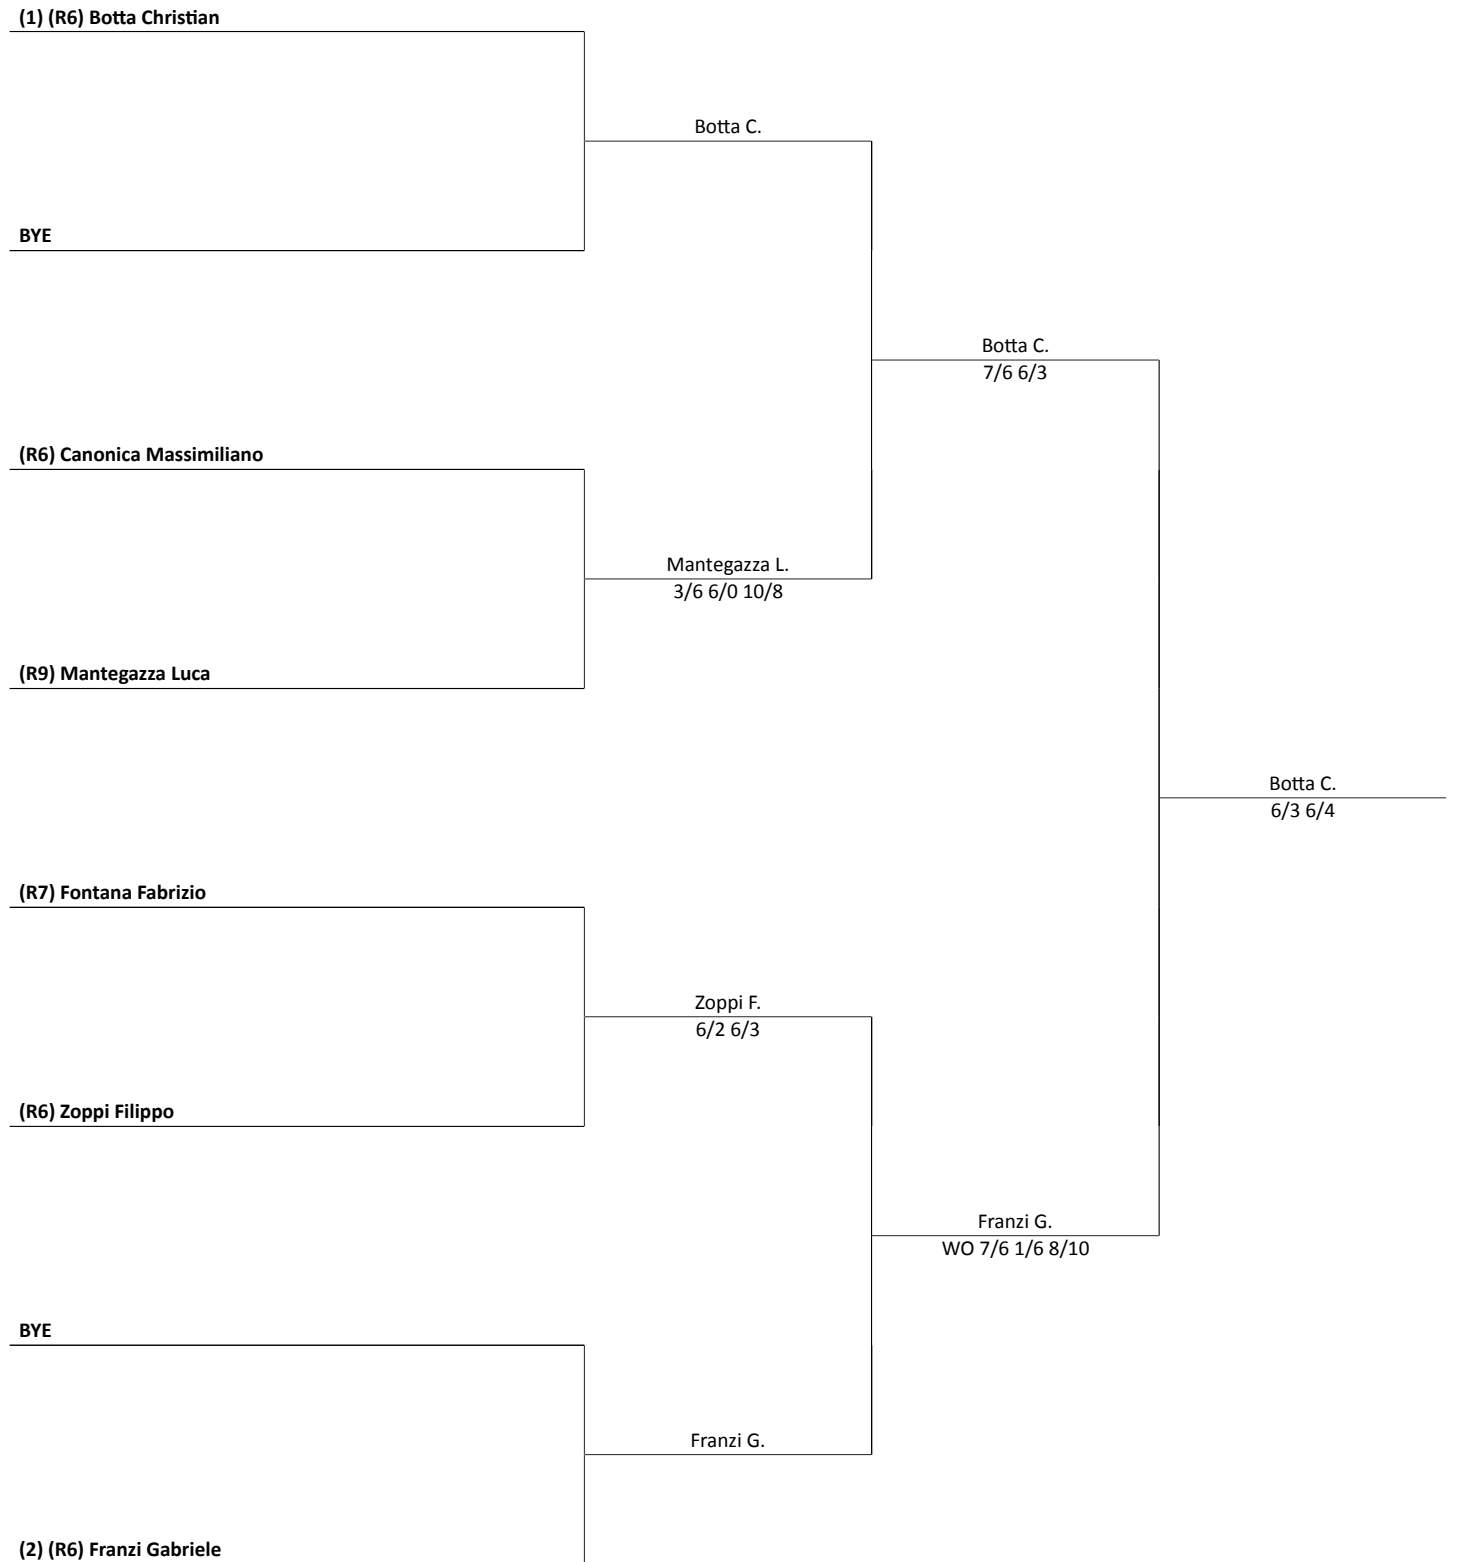 (1) (R6) Botta Christian
Botta C.
BYE
Botta C.
7/6 6/3
(R6) Canonica Massimiliano
Mantegazza L.
3/6 6/0 10/8
(R9) Mantegazza Luca
Botta C.
6/3 6/4
(R7) Fontana Fabrizio
Zoppi F.
6/2 6/3
(R6) Zoppi Filippo
Franzi G.
WO 7/6 1/6 8/10
BYE
Franzi G.
(2) (R6) Franzi Gabriele